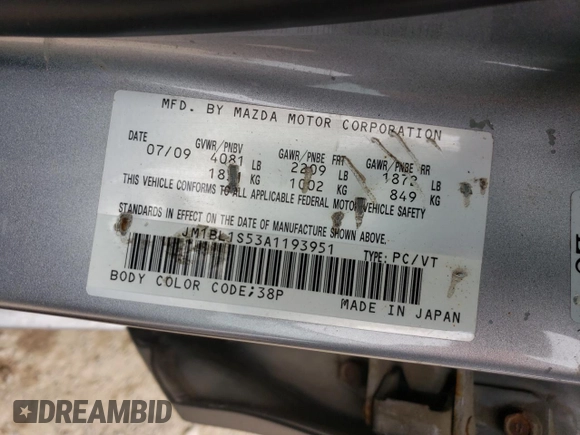 MFD. BY MAZDA MOTOR CORPORATION
DATE GVWR/PNBV GAWR/PNBE FRT GAWR/PNBE RR
07/09 4081 LB 2209 LB 1873 LB
KG 1002 KG 849 KG
THIS VEHICLE CONFORMS TO ALL APPLICABLE FEDERAL MOTOR VEHICLE SAFETY
STANDARDS IN EFFECT ON THE DATE OF MANUFACTURE SHOWN ABOVE.
JM1BL1S53A1193951 TYPE: PC/VT
BODY COLOR CODE;38P
MADE IN JAPAN
DREAMBID